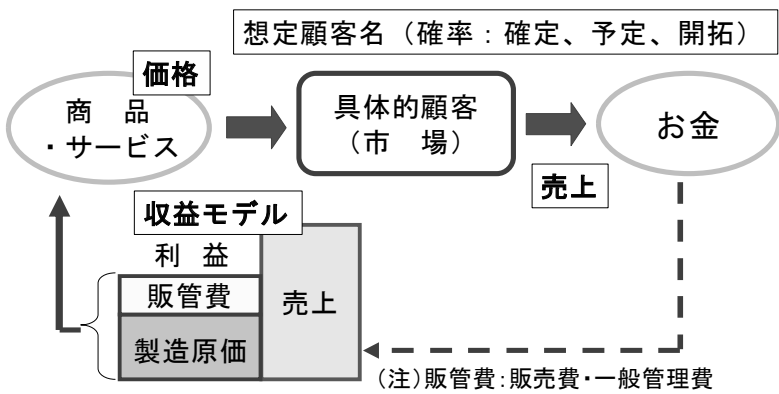 想定顧客名（確率：確定、予定、開拓）
価格
商　品
・サービス
具体的顧客
（市　場）
お金
売上
収益モデル
利　益
販管費
製造原価
売上
（注）販管費：販売費・一般管理費